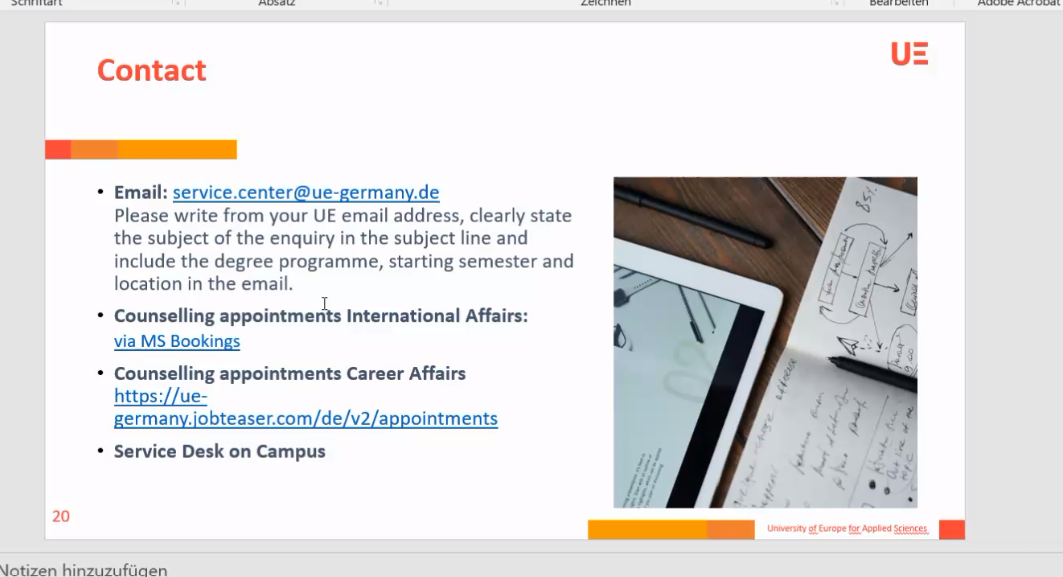 Schriftart
Absatz
Zeichnen
Bearbeiten
Adobe Acrobat
Contact
UE
• Email: service.center@ue-germany.de
Please write from your UE email address, clearly state
the subject of the enquiry in the subject line and
include the degree programme, starting semester and
location in the email.
• Counselling appointments International Affairs:
via MS Bookings
• Counselling appointments Career Affairs
https://ue-
germany.jobteaser.com/de/v2/appointments
• Service Desk on Campus
85%
02
20
University of Europe for Applied Sciences
Notizen hinzuzufügen